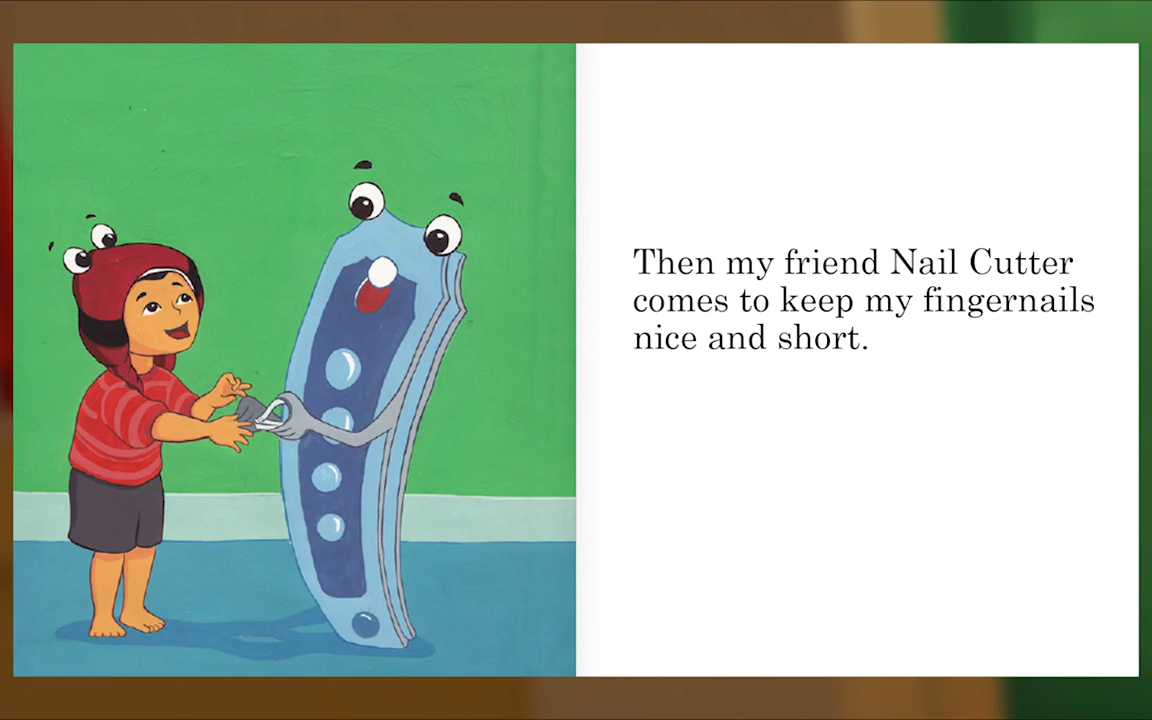 Then my friend Nail Cutter
comes to keep my fingernails
nice and short.